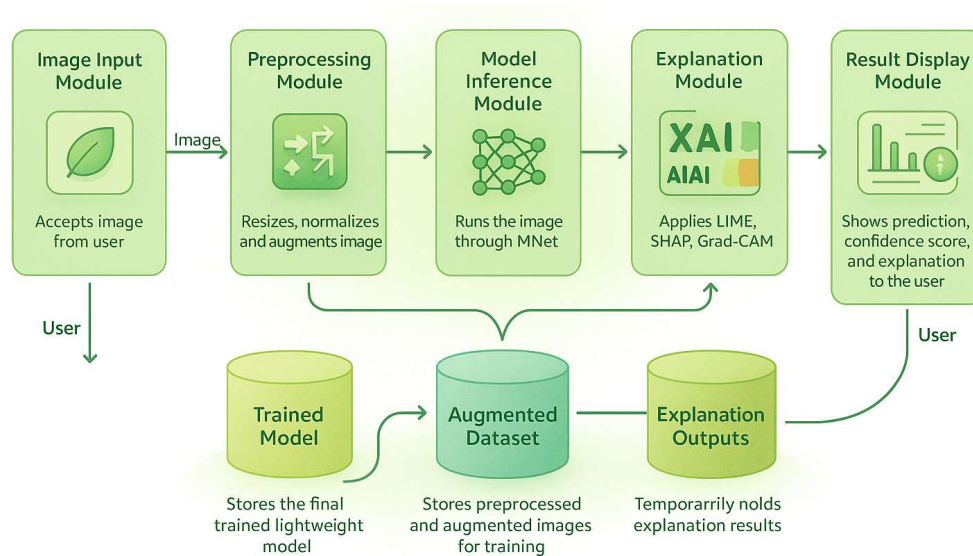 Image Input
Module
Accepts image
from user
Image
Preprocessing
Module
Resizes, normalizes
and augments image
Model
Inference
Module
Runs the image
through MNet
Explanation
Module
XAI
AIAI
Applies LIME,
SHAP, Grad-CAM
Result Display
Module
Shows prediction,
confidence score,
and explanation
to the user
User
User
Trained
Model
Stores the final
trained lightweight
model
Augmented
Dataset
Stores preprocessed
and augmented images
for training
Explanation
Outputs
Temporarrily nolds
explanation results